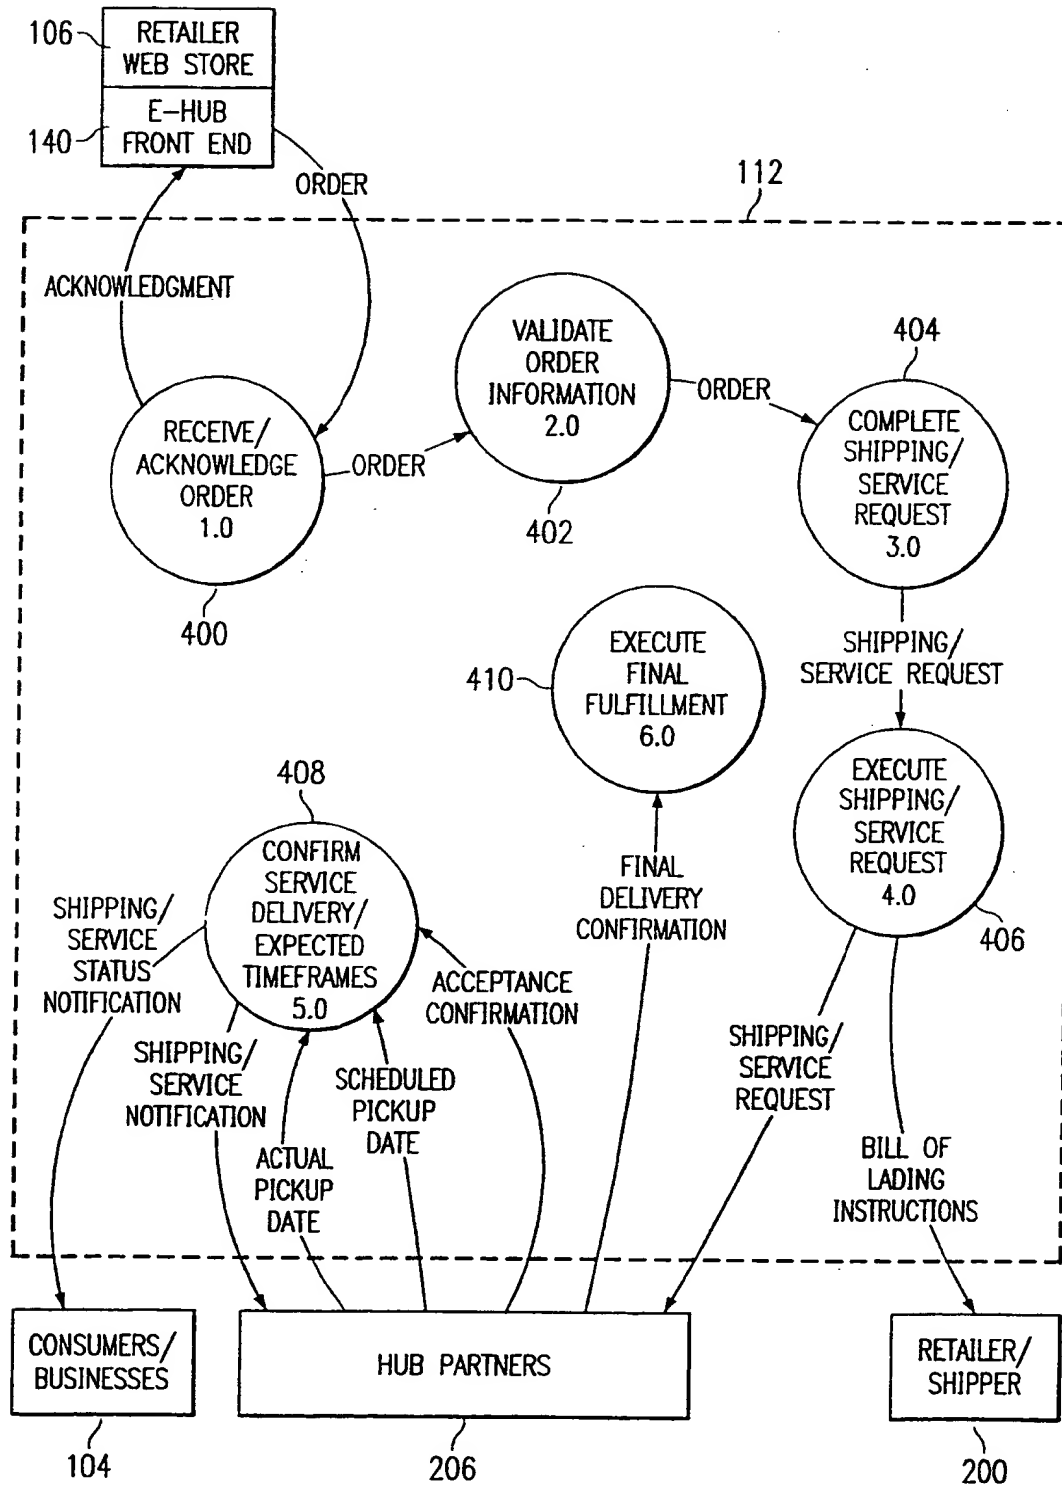 106
RETAILER
WEB STORE
140
E-HUB
FRONT END
ORDER
112
ACKNOWLEDGMENT
RECEIVE/
ACKNOWLEDGE
ORDER
1.0
400
ORDER
VALIDATE
ORDER
INFORMATION
2.0
402
ORDER
404
COMPLETE
SHIPPING/
SERVICE
REQUEST
3.0
SHIPPING/
SERVICE REQUEST
410
EXECUTE
FINAL
FULFILLMENT
6.0
EXECUTE
SHIPPING/
SERVICE
REQUEST
4.0
406
408
CONFIRM
SERVICE
DELIVERY/
EXPECTED
TIMEFRAMES
5.0
SHIPPING/
SERVICE
STATUS
NOTIFICATION
SHIPPING/
SERVICE
NOTIFICATION
ACTUAL
PICKUP
DATE
SCHEDULED
PICKUP
DATE
ACCEPTANCE
CONFIRMATION
FINAL
DELIVERY
CONFIRMATION
SHIPPING/
SERVICE
REQUEST
BILL OF
LADING
INSTRUCTIONS
CONSUMERS/
BUSINESSES
104
HUB PARTNERS
206
RETAILER/
SHIPPER
200